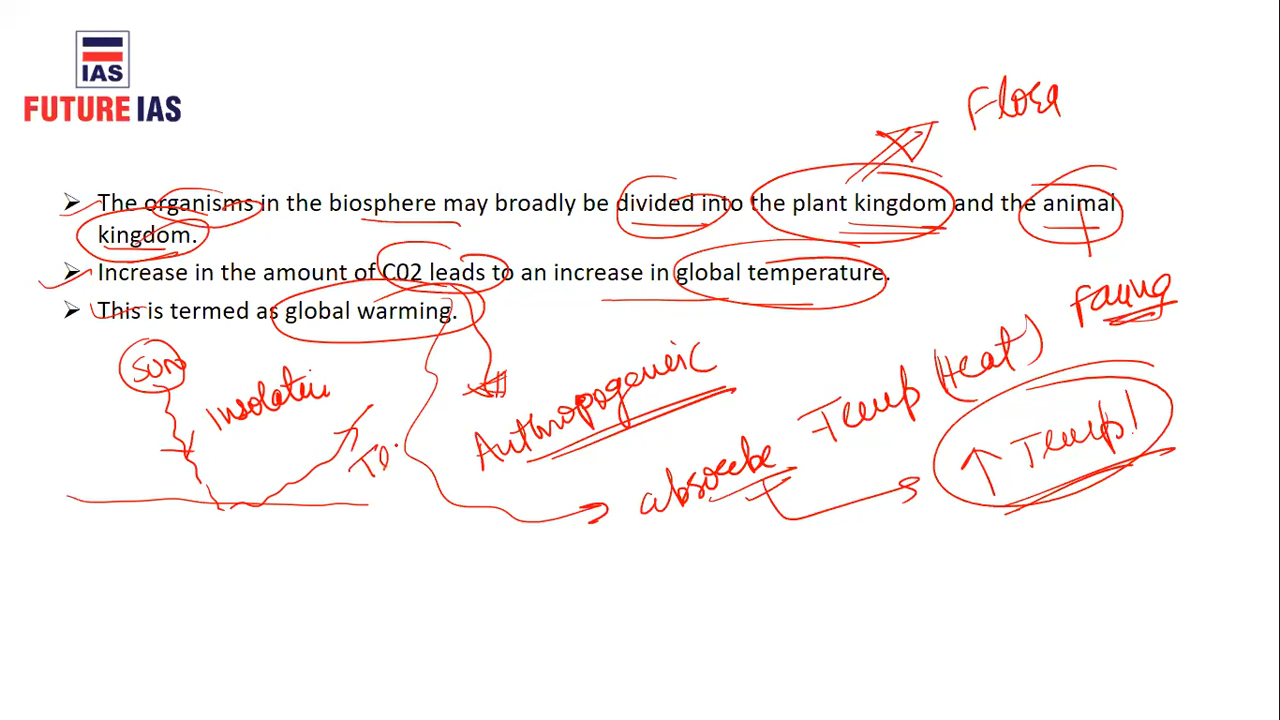 IAS
FUTURE IAS
Flora
The organisms in the biosphere may broadly be divided into the plant kingdom and the animal
kingdom.
Increase in the amount of C02 leads to an increase in global temperature.
This is termed as global warming.
Fauna
SUN
Insolation
Anthropogenic
Temp (Heat)
absorbe
↑ Temp!